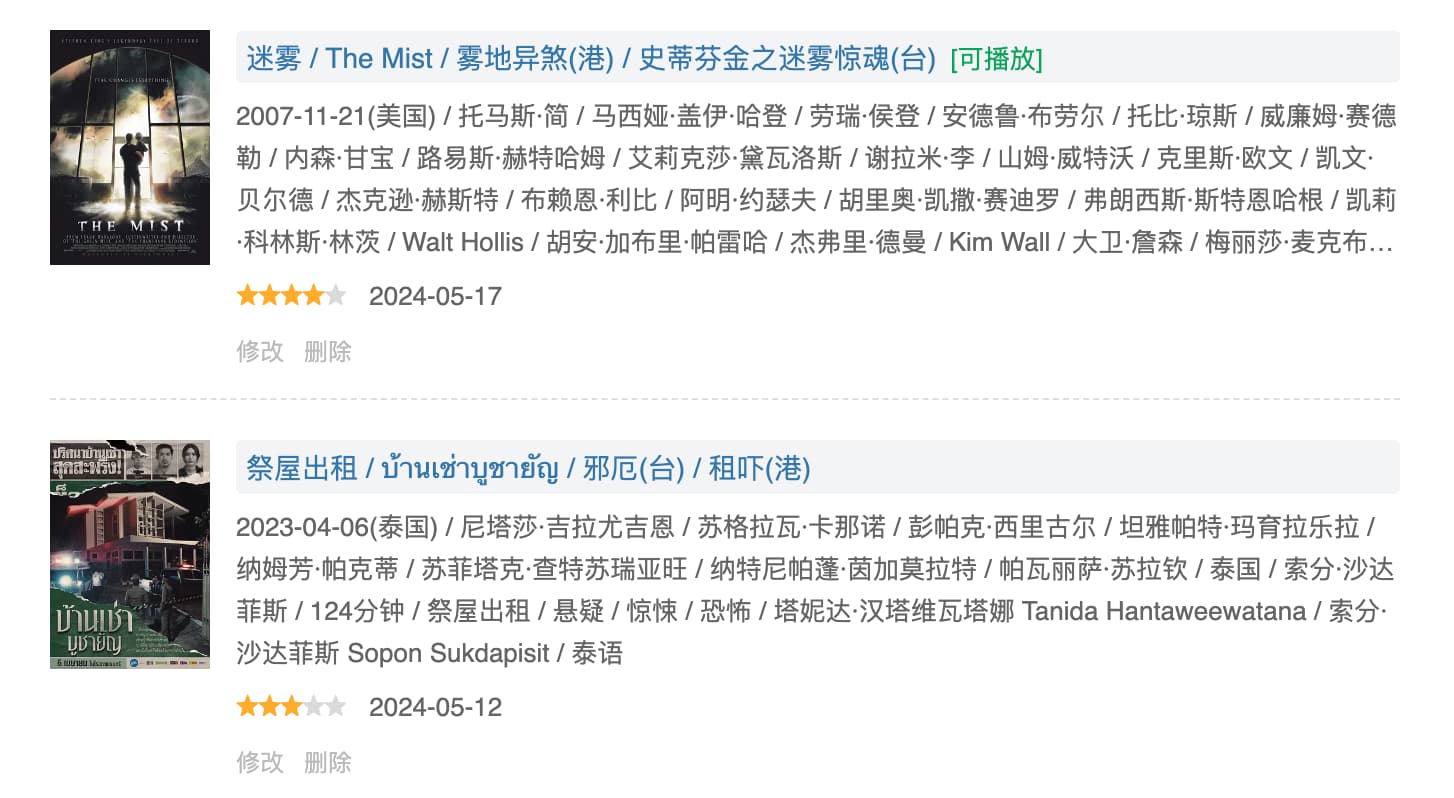 STEPHEN KING'S LEGENDARY TALE OF TERROR
THE MIST
迷雾 / The Mist / 雾地异煞(港) / 史蒂芬金之迷雾惊魂(台) [可播放]
2007-11-21(美国) / 托马斯·简 / 马西娅·盖伊·哈登 / 劳瑞·侯登 / 安德鲁·布劳尔 / 托比·琼斯 / 威廉姆·赛德
勒 / 内森·甘宝 / 路易斯·赫特哈姆 / 艾莉克莎·黛瓦洛斯 / 谢拉米·李 / 山姆·威特沃 / 克里斯·欧文 / 凯文·
贝尔德 / 杰克逊·赫斯特 / 布赖恩·利比 / 阿明·约瑟夫 / 胡里奥·凯撒·赛迪罗 / 弗朗西斯·斯特恩哈根 / 凯莉
·科林斯·林茨 / Walt Hollis / 胡安·加布里·帕雷哈 / 杰弗里·德曼 / Kim Wall / 大卫·詹森 / 梅丽莎·麦克布…
2024-05-17
修改 删除
บ้านเช่า
บูชายัญ
祭屋出租 / บ้านเช่าบูชายัญ / 邪厄(台) / 租吓(港)
2023-04-06(泰国) / 尼塔莎·吉拉尤吉恩 / 苏格拉瓦·卡那诺 / 彭帕克·西里古尔 / 坦雅帕特·玛育拉乐拉 /
纳姆芳·帕克蒂 / 苏菲塔克·查特苏瑞亚旺 / 纳特尼帕蓬·茵加莫拉特 / 帕瓦丽萨·苏拉钦 / 泰国 / 索分·沙达
菲斯 / 124分钟 / 祭屋出租 / 悬疑 / 惊悚 / 恐怖 / 塔妮达·汉塔维瓦塔娜 Tanida Hantaweewatana / 索分·
沙达菲斯 Sopon Sukdapisit / 泰语
2024-05-12
修改 删除